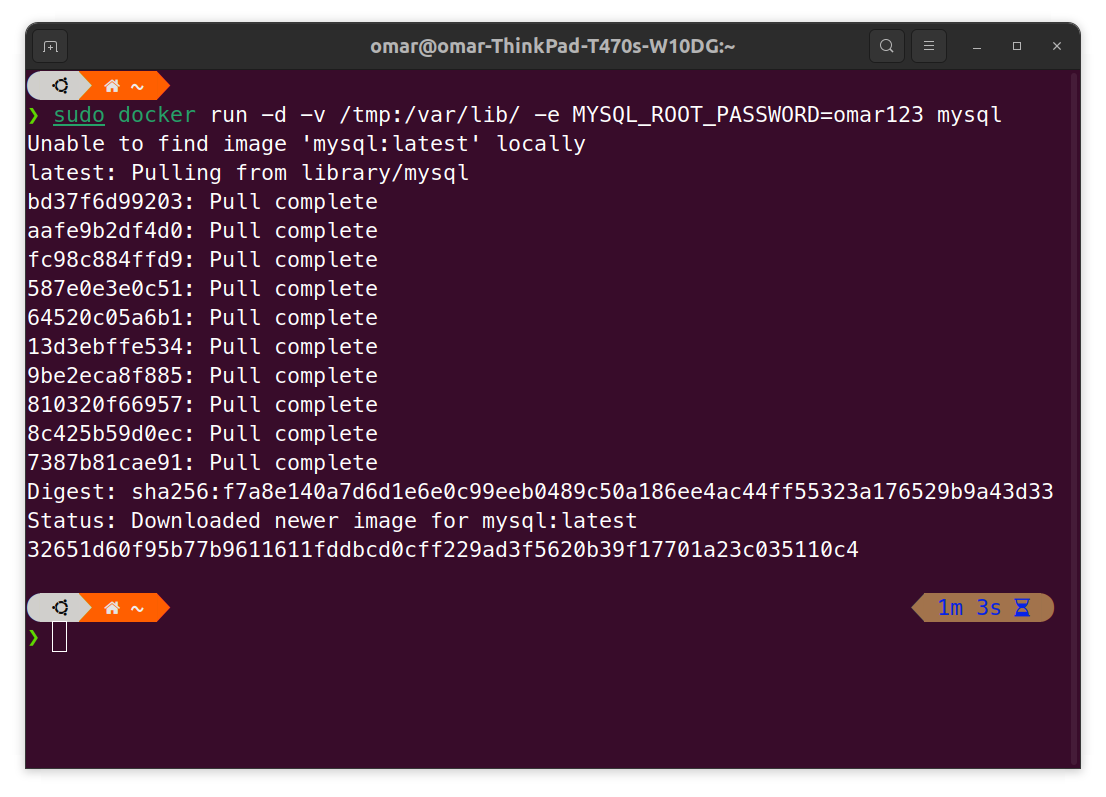 omar@omar-ThinkPad-T470s-W10DG:~
~
❯ sudo docker run -d -v /tmp:/var/lib/ -e MYSQL_ROOT_PASSWORD=omar123 mysql
Unable to find image 'mysql:latest' locally
latest: Pulling from library/mysql
bd37f6d99203: Pull complete
aafe9b2df4d0: Pull complete
fc98c884ffd9: Pull complete
587e0e3e0c51: Pull complete
64520c05a6b1: Pull complete
13d3ebffe534: Pull complete
9be2eca8f885: Pull complete
810320f66957: Pull complete
8c425b59d0ec: Pull complete
7387b81cae91: Pull complete
Digest: sha256:f7a8e140a7d6d1e6e0c99eeb0489c50a186ee4ac44ff55323a176529b9a43d33
Status: Downloaded newer image for mysql:latest
32651d60f95b77b9611611fddbcd0cff229ad3f5620b39f17701a23c035110c4
~ 1m 3s
❯